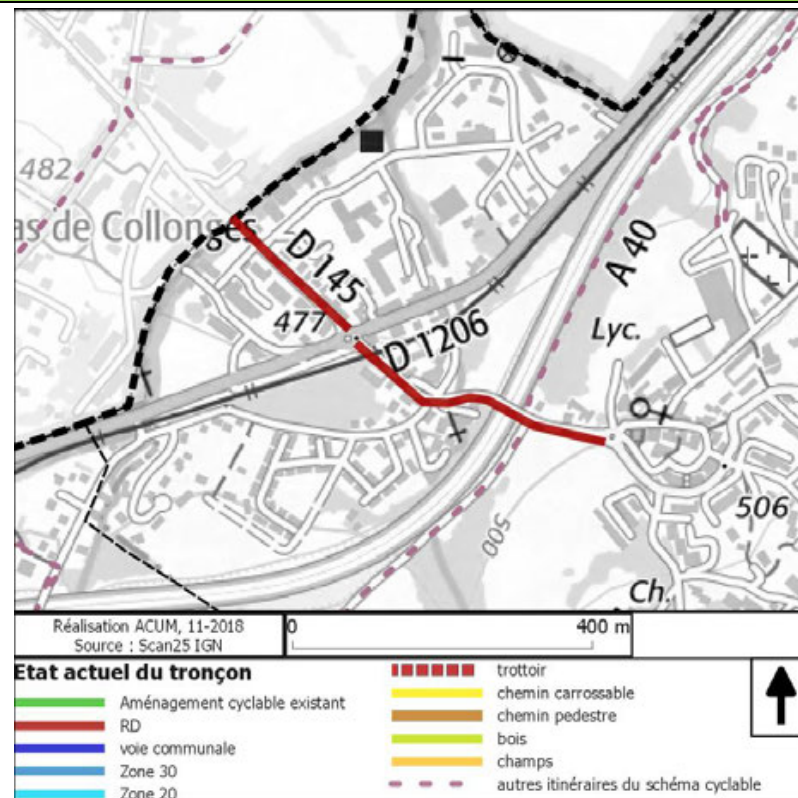 482
as de Collonges
D 145
477
D 1206
A 40
Lyc.
506
500
Ch.
Réalisation ACUM, 11-2018
Source : Scan25 IGN
0 400 m
Etat actuel du tronçon
Aménagement cyclable existant
RD
voie communale
Zone 30
Zone 20
trottoir
chemin carrossable
chemin pedestre
bois
champs
autres itinéraires du schéma cyclable